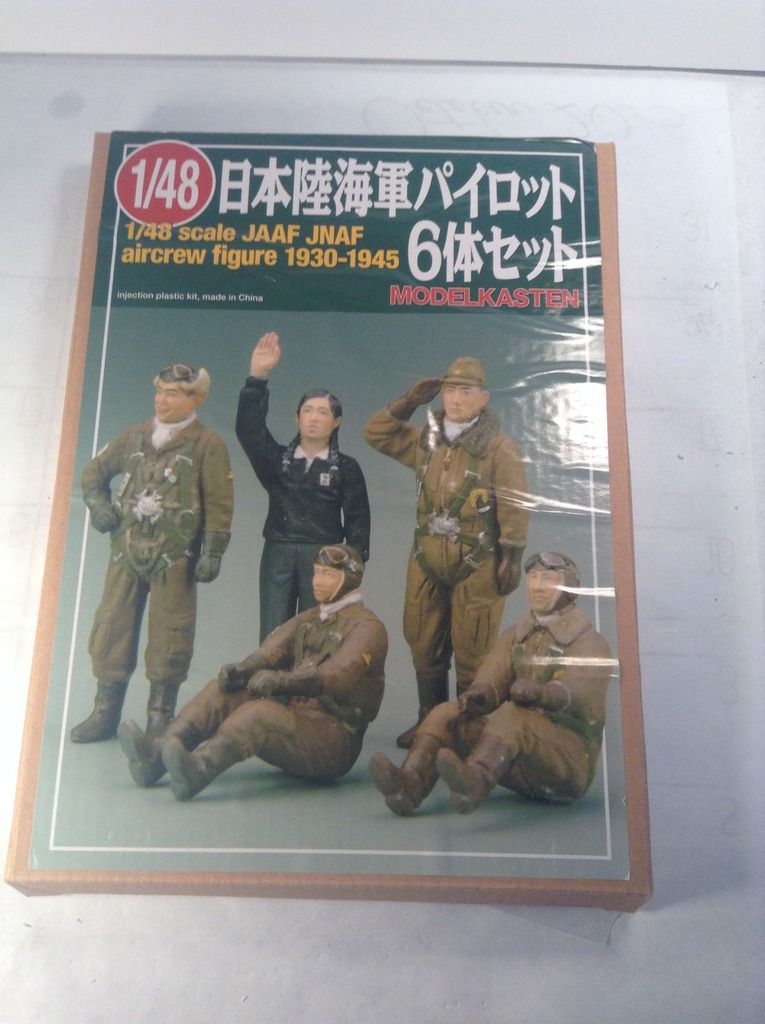 1/48
日本陸海軍パイロット
1/48 scale JAAF JNAF
aircrew figure 1930-1945
6体セット
MODELKASTEN
injection plastic kit, made in China